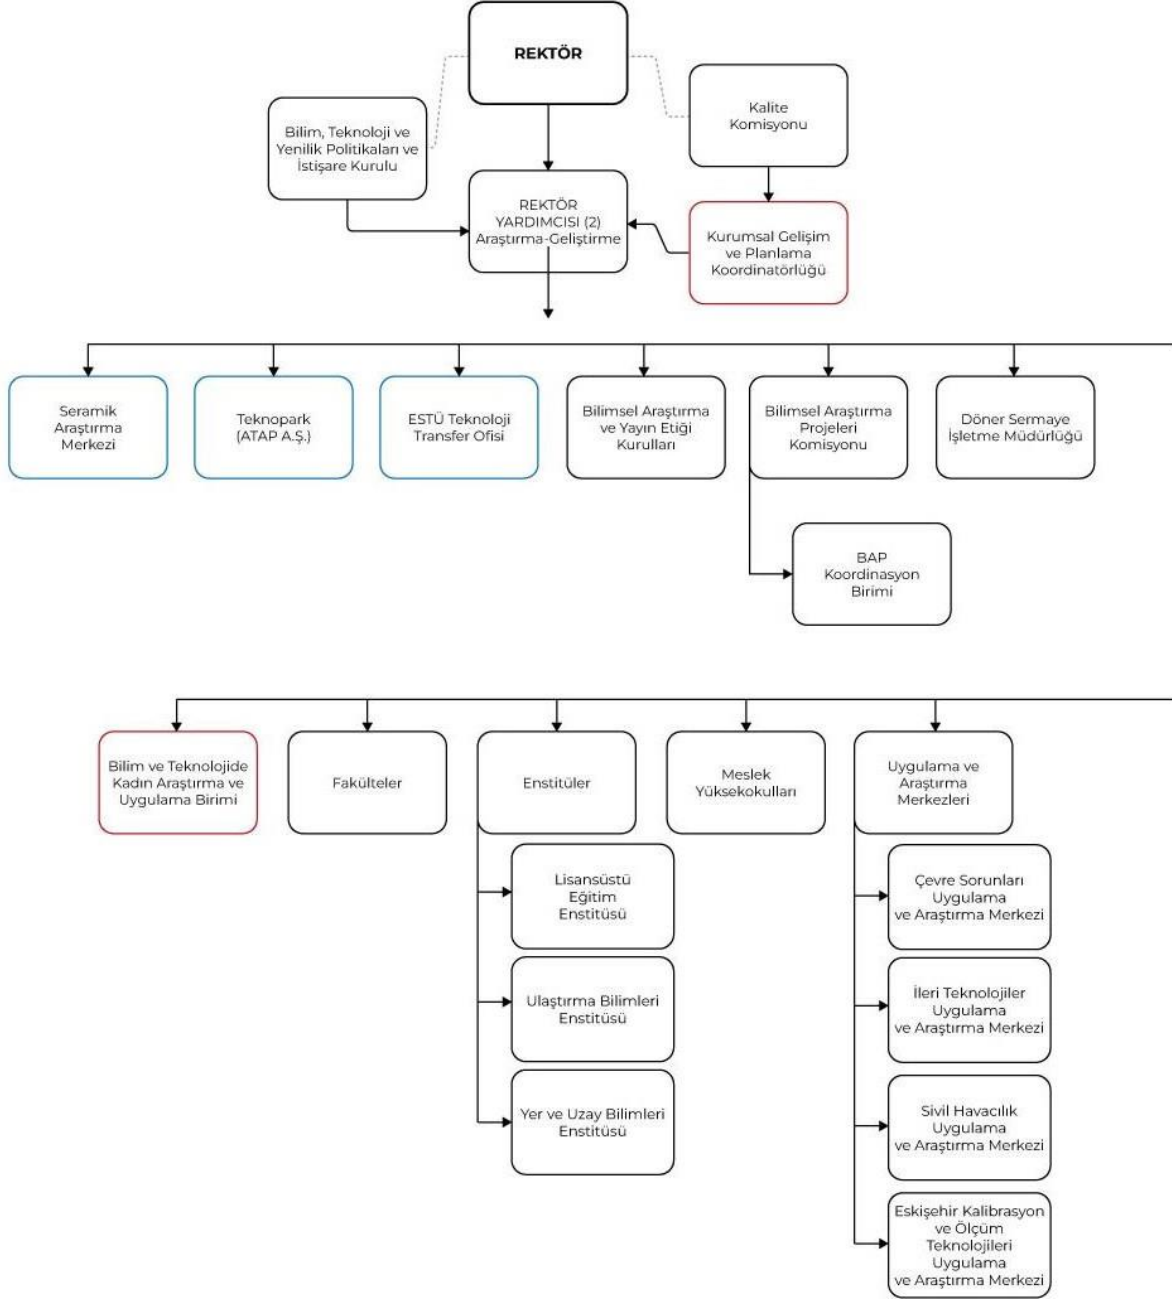 REKTÖR
Kalite
Komisyonu
Bilim, Teknoloji ve
Yenilik Politikaları ve
İstişare Kurulu
REKTÖR
YARDIMCISI (2)
Araştırma-Geliştirme
Kurumsal Gelişim
ve Planlama
Koordinatörlüğü
Seramik
Araştırma
Merkezi
Teknopark
(ATAP A.Ş.)
ESTÜ Teknoloji
Transfer Ofisi
Bilimsel Araştırma
ve Yayın Etiği
Kurulları
Bilimsel Araştırma
Projeleri
Komisyonu
Döner Sermaye
İşletme Müdürlüğü
BAP
Koordinasyon
Birimi
Bilim ve Teknolojide
Kadın Araştırma ve
Uygulama Birimi
Fakülteler
Enstitüler
Meslek
Yüksekokulları
Uygulama ve
Araştırma
Merkezleri
Lisansüstü
Eğitim
Enstitüsü
Ulaştırma Bilimleri
Enstitüsü
Yer ve Uzay Bilimleri
Enstitüsü
Çevre Sorunları
Uygulama
ve Araştırma Merkezi
İleri Teknolojiler
Uygulama
ve Araştırma Merkezi
Sivil Havacılık
Uygulama
ve Araştırma Merkezi
Eskişehir Kalibrasyon
ve Ölçüm
Teknolojileri
Uygulama
ve Araştırma Merkezi